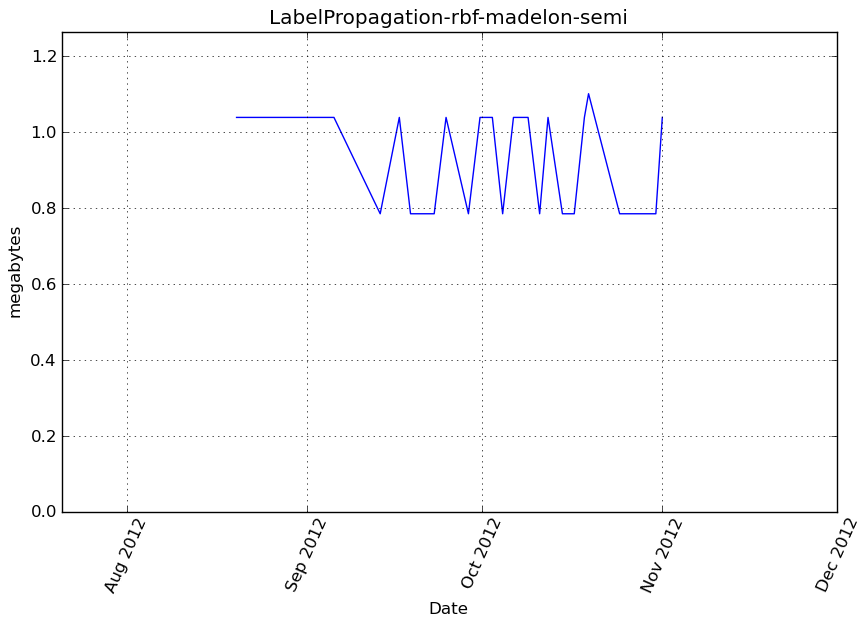 LabelPropagation-rbf-madelon-semi
1.2
1.0
0.8
0.6
0.4
0.2
0.0
megabytes
Aug 2012
Sep 2012
Oct 2012
Nov 2012
Dec 2012
Date